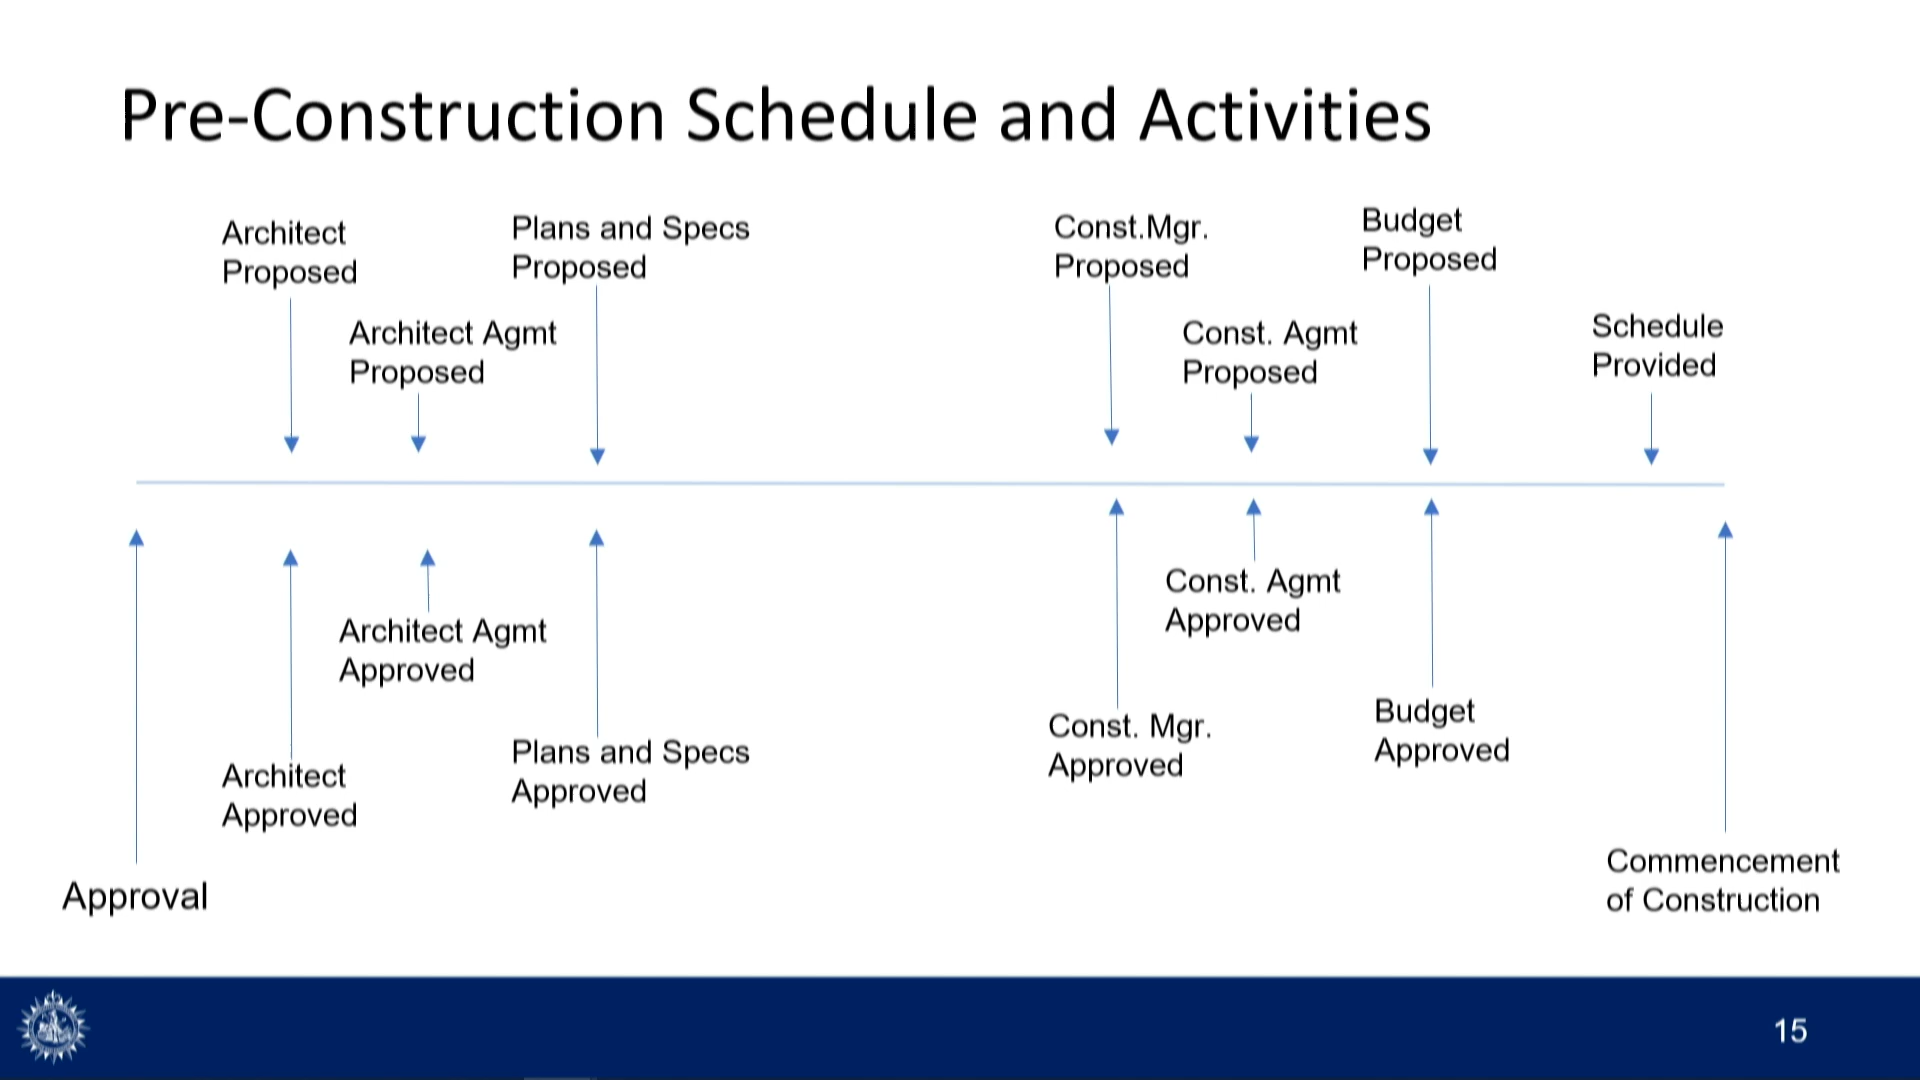 Pre-Construction Schedule and Activities
Architect
Proposed
Plans and Specs
Proposed
Const.Mgr.
Proposed
Budget
Proposed
Architect Agmt
Proposed
Const. Agmt
Proposed
Schedule
Provided
Const. Agmt
Approved
Architect Agmt
Approved
Const. Mgr.
Approved
Budget
Approved
Plans and Specs
Approved
Architect
Approved
Approval
Commencement
of Construction
15